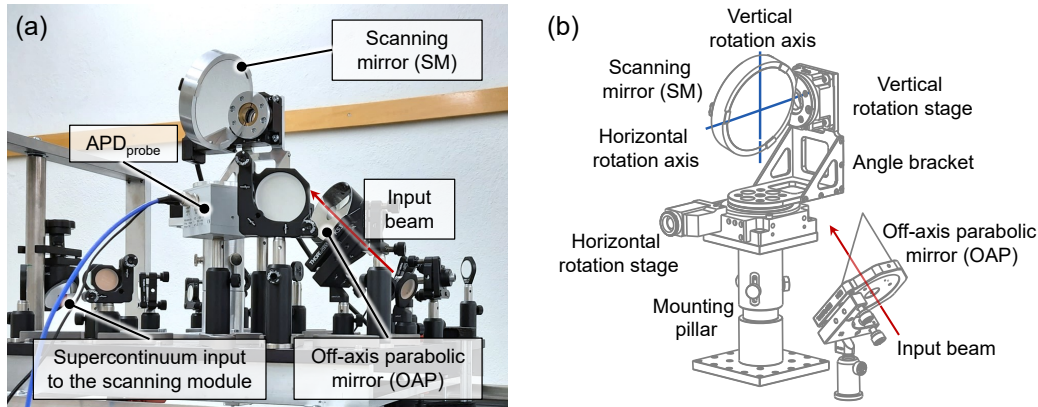 (a)
Scanning
mirror (SM)
APDprobe
Input
beam
Supercontinuum input
to the scanning module
Off-axis parabolic
mirror (OAP)
(b)
Vertical
rotation axis
Scanning
mirror (SM)
Vertical
rotation stage
Horizontal
rotation axis
Angle bracket
Off-axis parabolic
mirror (OAP)
Horizontal
rotation stage
Mounting
pillar
Input beam